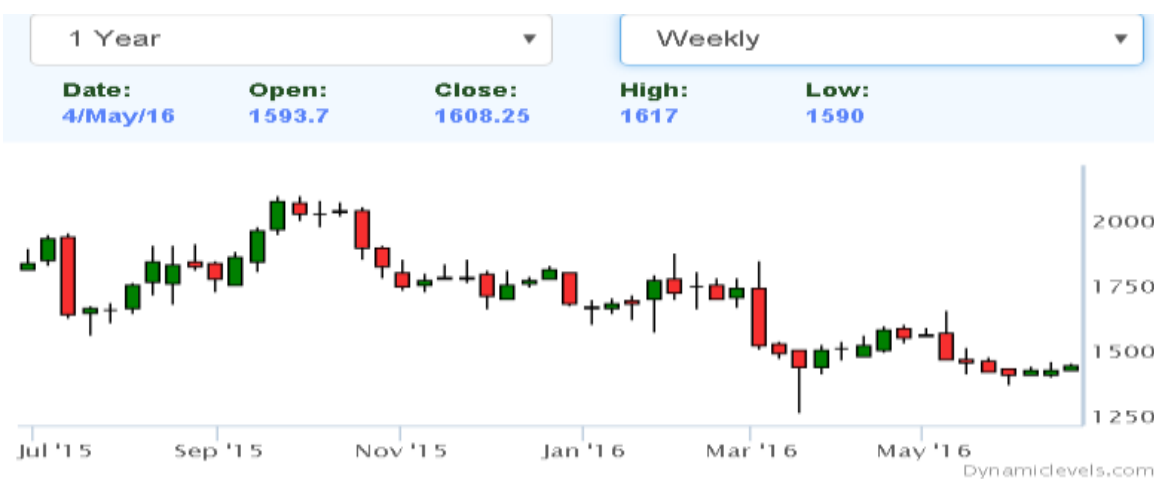 1 Year Weekly
Date: Open: Close: High: Low:
4/May/16 1593.7 1608.25 1617 1590
2000
1750
1500
1250
Jul '15 Sep '15 Nov '15 Jan '16 Mar '16 May '16
Dynamiclevels.com